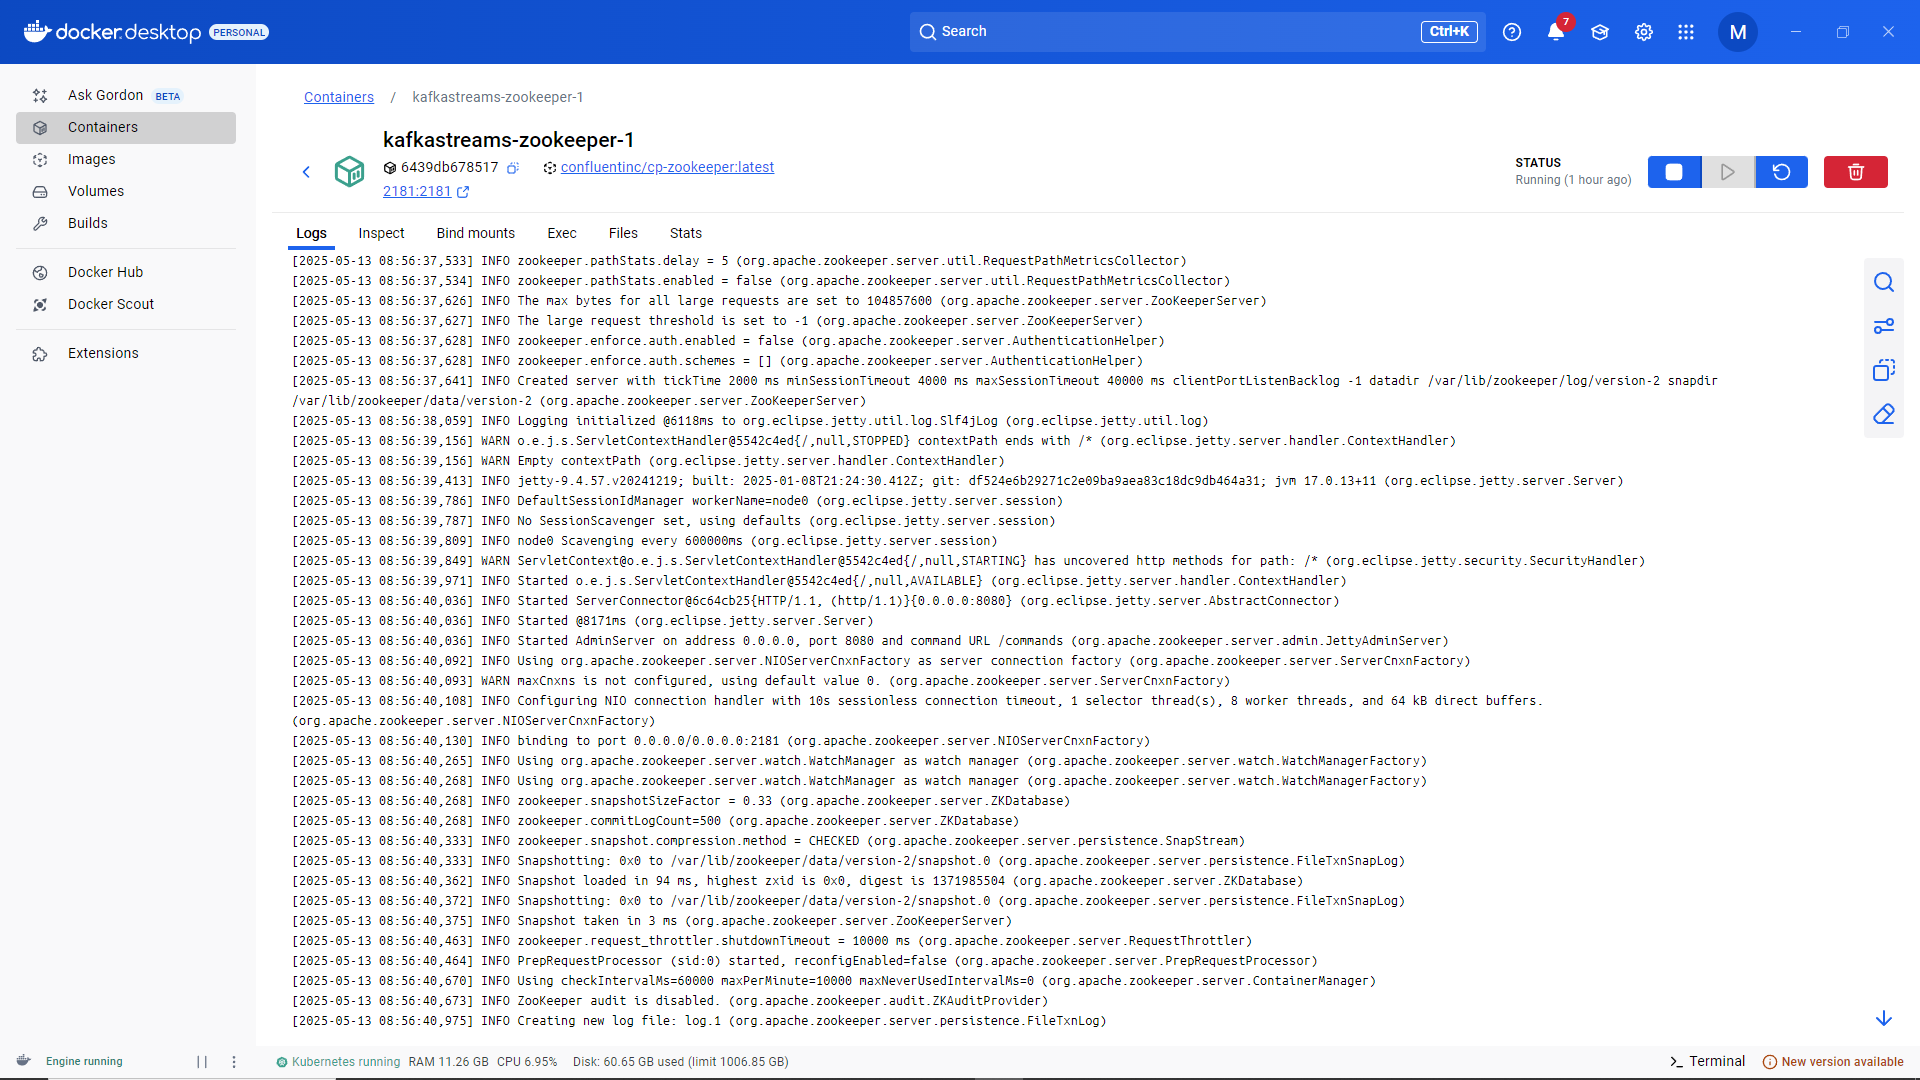 docker.desktop PERSONAL
Search
Ctrl+K
7
M
Ask Gordon BETA
Containers
Images
Volumes
Builds
Docker Hub
Docker Scout
Extensions
Containers / kafkastreams-zookeeper-1
kafkastreams-zookeeper-1
6439db678517 confluentinc/cp-zookeeper:latest
2181:2181
STATUS
Running (1 hour ago)
Logs Inspect Bind mounts Exec Files Stats
[2025-05-13 08:56:37,533] INFO zookeeper.pathStats.delay = 5 (org.apache.zookeeper.server.util.RequestPathMetricsCollector)
[2025-05-13 08:56:37,534] INFO zookeeper.pathStats.enabled = false (org.apache.zookeeper.server.util.RequestPathMetricsCollector)
[2025-05-13 08:56:37,626] INFO The max bytes for all large requests are set to 104857600 (org.apache.zookeeper.server.ZooKeeperServer)
[2025-05-13 08:56:37,627] INFO The large request threshold is set to -1 (org.apache.zookeeper.server.ZooKeeperServer)
[2025-05-13 08:56:37,628] INFO zookeeper.enforce.auth.enabled = false (org.apache.zookeeper.server.AuthenticationHelper)
[2025-05-13 08:56:37,628] INFO zookeeper.enforce.auth.schemes = [] (org.apache.zookeeper.server.AuthenticationHelper)
[2025-05-13 08:56:37,641] INFO Created server with tickTime 2000 ms minSessionTimeout 4000 ms maxSessionTimeout 40000 ms clientPortListenBacklog -1 datadir /var/lib/zookeeper/log/version-2 snapdir
/var/lib/zookeeper/data/version-2 (org.apache.zookeeper.server.ZooKeeperServer)
[2025-05-13 08:56:38,059] INFO Logging initialized @6118ms to org.eclipse.jetty.util.log.Slf4jLog (org.eclipse.jetty.util.log)
[2025-05-13 08:56:39,156] WARN o.e.j.s.ServletContextHandler@5542c4ed{/,null,STOPPED} contextPath ends with /* (org.eclipse.jetty.server.handler.ContextHandler)
[2025-05-13 08:56:39,156] WARN Empty contextPath (org.eclipse.jetty.server.handler.ContextHandler)
[2025-05-13 08:56:39,413] INFO jetty-9.4.57.v20241219; built: 2025-01-08T21:24:30.412Z; git: df524e6b29271c2e09ba9aea83c18dc9db464a31; jvm 17.0.13+11 (org.eclipse.jetty.server.Server)
[2025-05-13 08:56:39,786] INFO DefaultSessionIdManager workerName=node0 (org.eclipse.jetty.server.session)
[2025-05-13 08:56:39,787] INFO No SessionScavenger set, using defaults (org.eclipse.jetty.server.session)
[2025-05-13 08:56:39,809] INFO node0 Scavenging every 600000ms (org.eclipse.jetty.server.session)
[2025-05-13 08:56:39,849] WARN ServletContext@o.e.j.s.ServletContextHandler@5542c4ed{/,null,STARTING} has uncovered http methods for path: /* (org.eclipse.jetty.security.SecurityHandler)
[2025-05-13 08:56:39,971] INFO Started o.e.j.s.ServletContextHandler@5542c4ed{/,null,AVAILABLE} (org.eclipse.jetty.server.handler.ContextHandler)
[2025-05-13 08:56:40,036] INFO Started ServerConnector@6c64cb25{HTTP/1.1, (http/1.1)}{0.0.0.0:8080} (org.eclipse.jetty.server.AbstractConnector)
[2025-05-13 08:56:40,036] INFO Started @8171ms (org.eclipse.jetty.server.Server)
[2025-05-13 08:56:40,036] INFO Started AdminServer on address 0.0.0.0, port 8080 and command URL /commands (org.apache.zookeeper.server.admin.JettyAdminServer)
[2025-05-13 08:56:40,092] INFO Using org.apache.zookeeper.server.NIOServerCnxnFactory as server connection factory (org.apache.zookeeper.server.ServerCnxnFactory)
[2025-05-13 08:56:40,093] WARN maxCnxns is not configured, using default value 0. (org.apache.zookeeper.server.ServerCnxnFactory)
[2025-05-13 08:56:40,108] INFO Configuring NIO connection handler with 10s sessionless connection timeout, 1 selector thread(s), 8 worker threads, and 64 kB direct buffers.
(org.apache.zookeeper.server.NIOServerCnxnFactory)
[2025-05-13 08:56:40,130] INFO binding to port 0.0.0.0/0.0.0.0:2181 (org.apache.zookeeper.server.NIOServerCnxnFactory)
[2025-05-13 08:56:40,265] INFO Using org.apache.zookeeper.server.watch.WatchManager as watch manager (org.apache.zookeeper.server.watch.WatchManagerFactory)
[2025-05-13 08:56:40,268] INFO Using org.apache.zookeeper.server.watch.WatchManager as watch manager (org.apache.zookeeper.server.watch.WatchManagerFactory)
[2025-05-13 08:56:40,268] INFO zookeeper.snapshotSizeFactor = 0.33 (org.apache.zookeeper.server.ZKDatabase)
[2025-05-13 08:56:40,268] INFO zookeeper.commitLogCount=500 (org.apache.zookeeper.server.ZKDatabase)
[2025-05-13 08:56:40,333] INFO zookeeper.snapshot.compression.method = CHECKED (org.apache.zookeeper.server.persistence.SnapStream)
[2025-05-13 08:56:40,333] INFO Snapshotting: 0x0 to /var/lib/zookeeper/data/version-2/snapshot.0 (org.apache.zookeeper.server.persistence.FileTxnSnapLog)
[2025-05-13 08:56:40,362] INFO Snapshot loaded in 94 ms, highest zxid is 0x0, digest is 1371985504 (org.apache.zookeeper.server.ZKDatabase)
[2025-05-13 08:56:40,372] INFO Snapshotting: 0x0 to /var/lib/zookeeper/data/version-2/snapshot.0 (org.apache.zookeeper.server.persistence.FileTxnSnapLog)
[2025-05-13 08:56:40,375] INFO Snapshot taken in 3 ms (org.apache.zookeeper.server.ZooKeeperServer)
[2025-05-13 08:56:40,463] INFO zookeeper.request_throttler.shutdownTimeout = 10000 ms (org.apache.zookeeper.server.RequestThrottler)
[2025-05-13 08:56:40,464] INFO PrepRequestProcessor (sid:0) started, reconfigEnabled=false (org.apache.zookeeper.server.PrepRequestProcessor)
[2025-05-13 08:56:40,670] INFO Using checkIntervalMs=60000 maxPerMinute=10000 maxNeverUsedIntervalMs=0 (org.apache.zookeeper.server.ContainerManager)
[2025-05-13 08:56:40,673] INFO ZooKeeper audit is disabled. (org.apache.zookeeper.audit.ZKAuditProvider)
[2025-05-13 08:56:40,975] INFO Creating new log file: log.1 (org.apache.zookeeper.server.persistence.FileTxnLog)
Engine running
Kubernetes running RAM 11.26 GB CPU 6.95% Disk: 60.65 GB used (limit 1006.85 GB)
Terminal
New version available